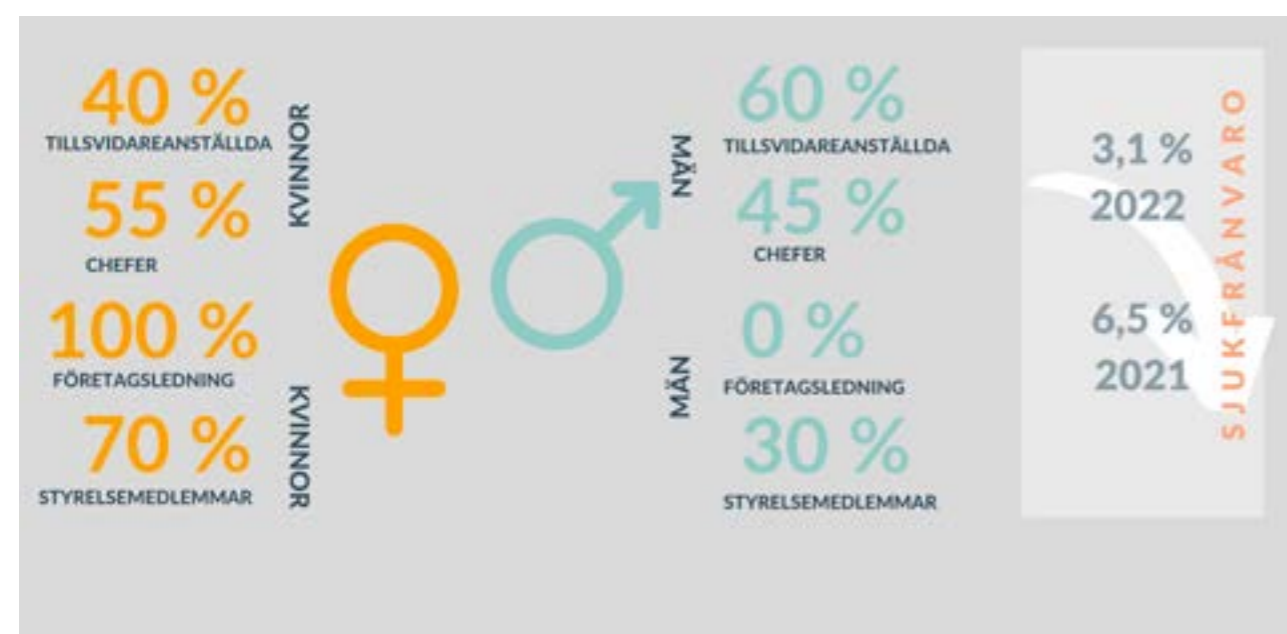 40 %
TILLSVIDAREANSTÄLLDA
55 %
CHEFER
KVINNOR
100 %
FÖRETAGSLEDNING
70 %
STYRELSEMEDLEMMAR
KVINNOR
MÄN
60 %
TILLSVIDAREANSTÄLLDA
45 %
CHEFER
MÄN
0 %
FÖRETAGSLEDNING
30 %
STYRELSEMEDLEMMAR
3,1 %
2022
6,5 %
2021
SJUKFRÅNVARO